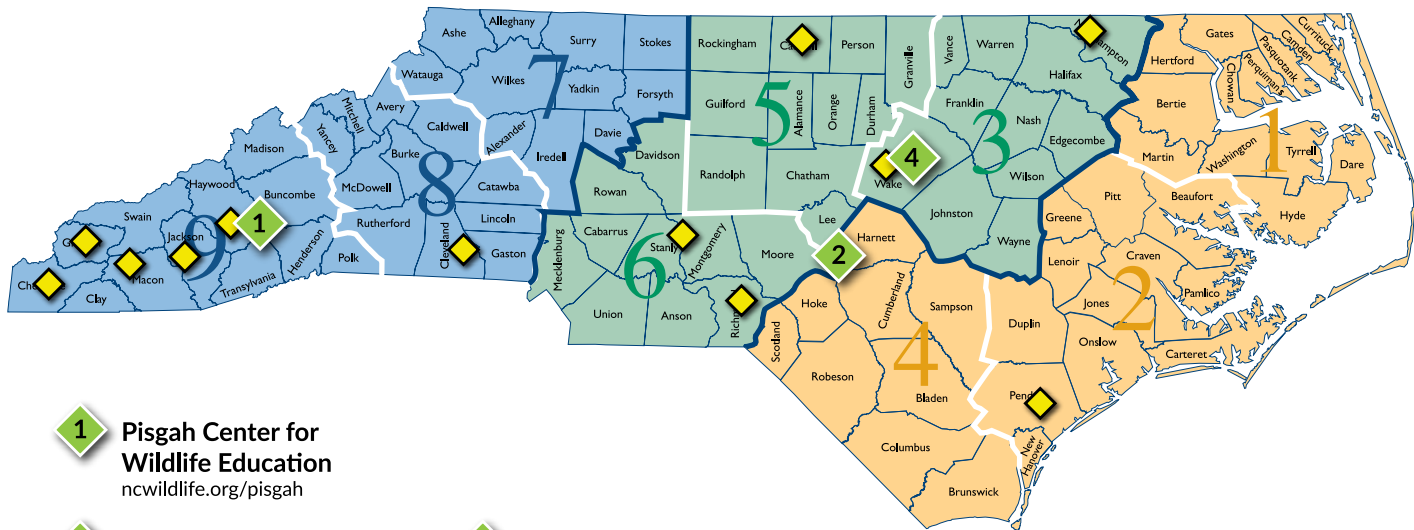 Ashe
Alleghany
Surry
Stokes
Watauga
Wilkes
7
Yadkin
Forsyth
Avery
Mitchell
Yancey
Caldwell
Alexander
Davie
Iredell
Madison
Burke
8
McDowell
Catawba
Haywood
Buncombe
Rutherford
Lincoln
Swain
Jackson
9
1
Cleveland
Gaston
Polk
Henderson
Transylvania
Macon
Clay
Rockingham
Person
Granville
Guilford
5
Alamance
Orange
Durham
Davidson
Randolph
Chatham
Rowan
Lee
Cabarrus
Stanly
Montgomery
Moore
2
Mecklenburg
6
Union
Anson
Vance
Warren
Halifax
Franklin
3
Nash
Edgecombe
4
Wake
Wilson
Johnston
Wayne
Gates
Currituck
Camden
Pasquotank
Perquimans
Chowan
Hertford
Bertie
1
Martin
Washington
Tyrrell
Dare
Hyde
Beaufort
Pitt
Greene
Lenoir
Craven
2
Pamlico
Jones
Duplin
Onslow
Carteret
New
Hanover
Harnett
Hoke
Cumberland
Sampson
Scotland
4
Robeson
Bladen
Columbus
Brunswick
1
Pisgah Center for
Wildlife Education
ncwildlife.org/pisgah